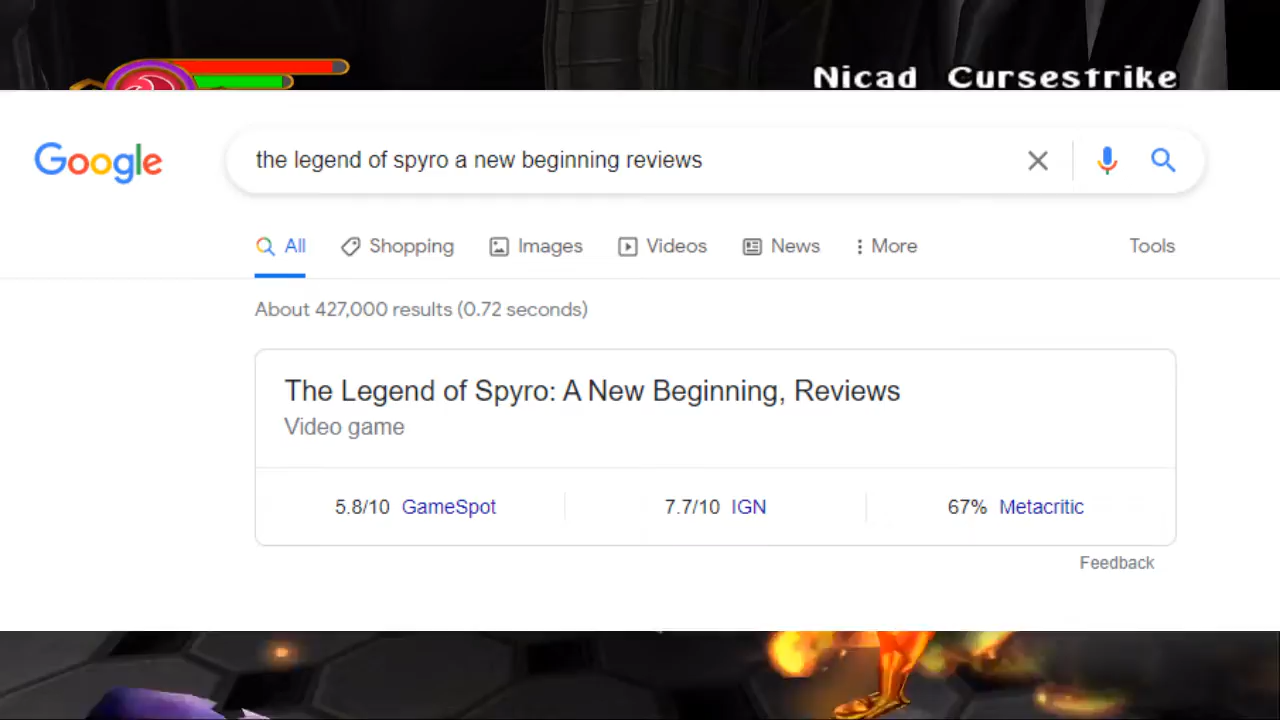 Nicad Cursestrike
Google
the legend of spyro a new beginning reviews
All Shopping Images Videos News More Tools
About 427,000 results (0.72 seconds)
The Legend of Spyro: A New Beginning, Reviews
Video game
5.8/10 GameSpot 7.7/10 IGN 67% Metacritic
Feedback